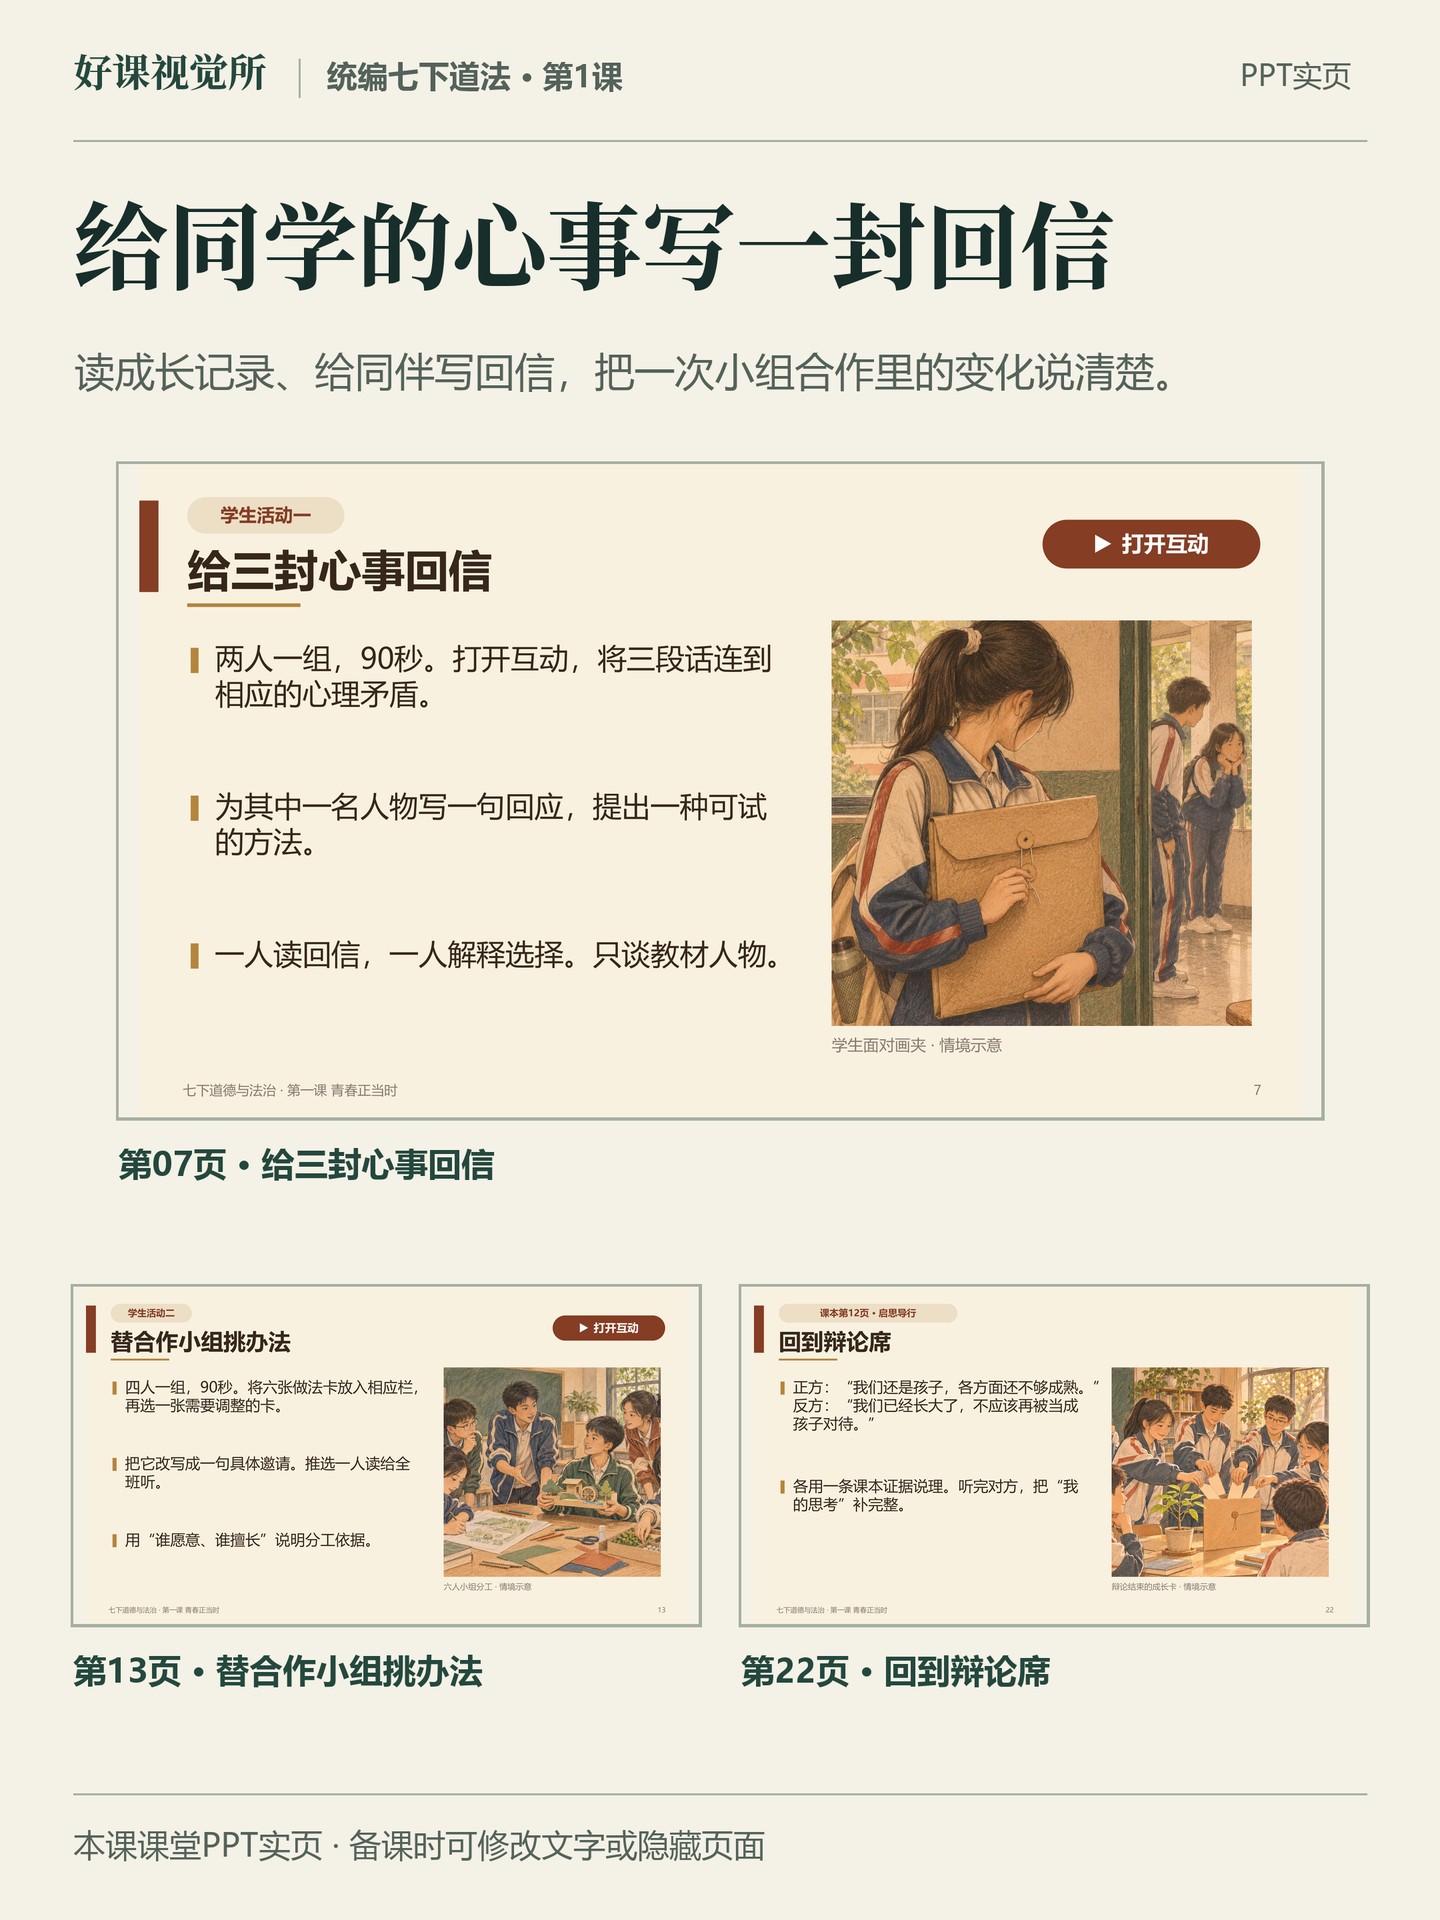 好课视觉所
统编七下道法·第1课
PPT实页
给同学的心事写一封回信
读成长记录、给同伴写回信，把一次小组合作里的变化说清楚。
学生活动一
给三封心事回信
▶ 打开互动
两人一组，90秒。打开互动，将三段话连到
相应的心理矛盾。
为其中一名人物写一句回应，提出一种可试
的方法。
一人读回信，一人解释选择。只谈教材人物。
学生面对画夹·情境示意
七下道德与法治·第一课 青春正当时
7
第07页·给三封心事回信
学生活动二
替合作小组挑办法
▶ 打开互动
四人一组，90秒。将六张做法卡放入相应栏，
再选一张需要调整的卡。
把它改写成一句具体邀请。推选一人读给全
班听。
用“谁愿意、谁擅长”说明分工依据。
六人小组分工·情境示意
七下道德与法治·第一课 青春正当时
13
第13页·替合作小组挑办法
课本第12页·启思导行
回到辩论席
正方：“我们还是孩子，各方面还不够成熟。”
反方：“我们已经长大了，不应该再被当成
孩子对待。”
各用一条课本证据说理。听完对方，把“我
的思考”补完整。
辩论结束的成长卡·情境示意
七下道德与法治·第一课 青春正当时
22
第22页·回到辩论席
本课课堂PPT实页·备课时可修改文字或隐藏页面